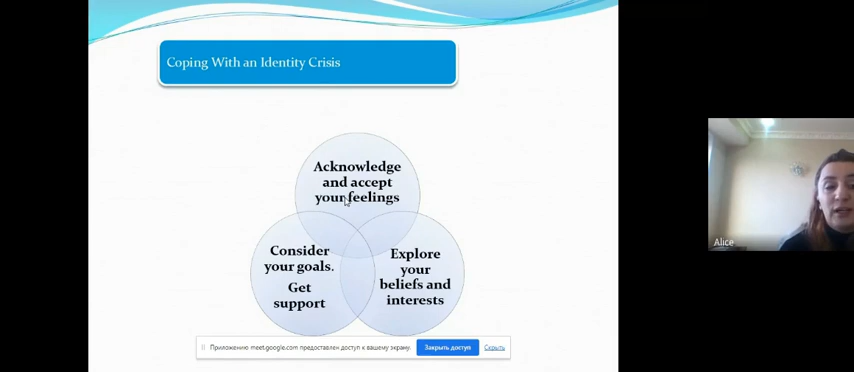 Coping With an Identity Crisis
Acknowledge
and accept
your feelings
Consider
your goals.
Get
support
Explore
your
beliefs and
interests
Alice
Приложению meet.google.com предоставлен доступ к вашему экрану.
Закрыть доступ
Скрыть